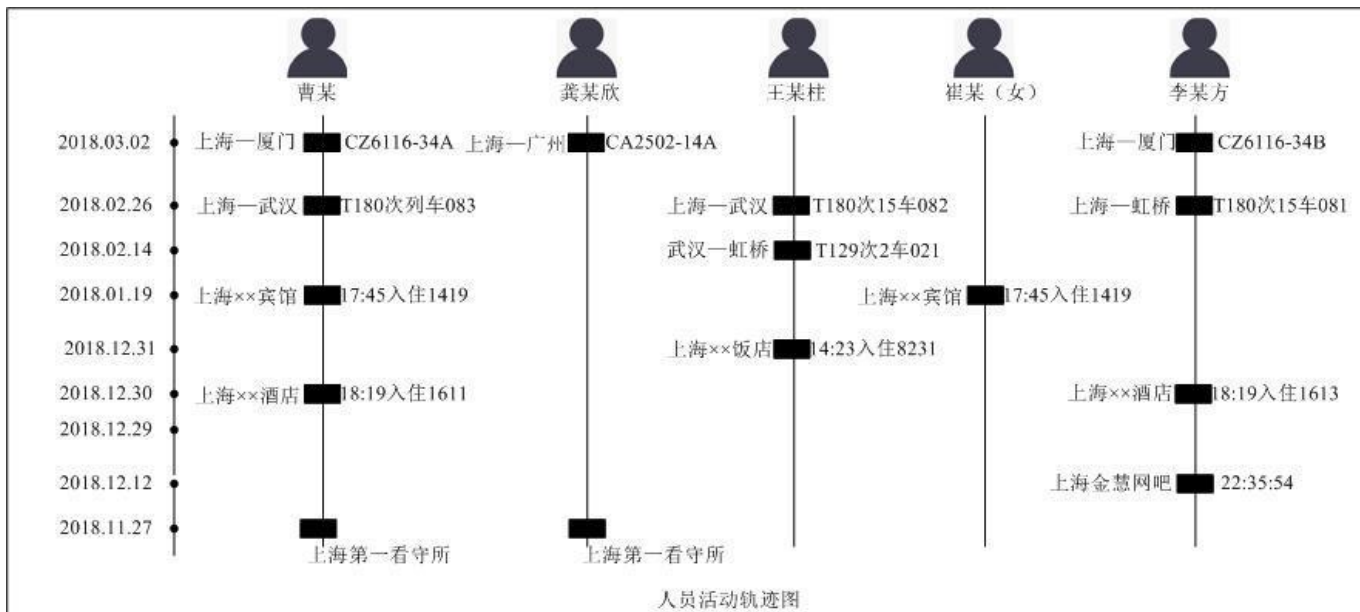 曹某 龚某欣 王某柱 崔某（女） 李某方
2018.03.02 上海一厦门 CZ6116-34A 上海一广州 CA2502-14A 上海一厦门 CZ6116-34B
2018.02.26 上海一武汉 T180次列车083 上海一武汉 T180次15车082 上海一虹桥 T180次15车081
2018.02.14 武汉一虹桥 T129次2车021
2018.01.19 上海××宾馆 17:45入住1419 上海××宾馆 17:45入住1419
2018.12.31 上海××饭店 14:23入住8231
2018.12.30 上海××酒店 18:19入住1611 上海××酒店 18:19入住1613
2018.12.29
2018.12.12 上海金慧网吧 22:35:54
2018.11.27
上海第一看守所 上海第一看守所
人员活动轨迹图